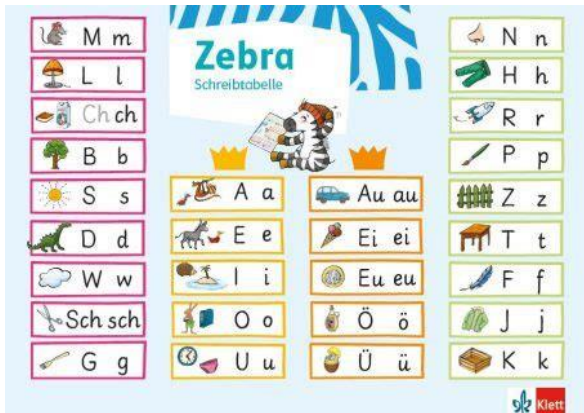 Zebra
Schreibtabelle
M m
L l
Ch ch
B b
S s
D d
W w
Sch sch
G g
A a
E e
I i
O o
U u
Au au
Ei ei
Eu eu
Ö ö
Ü ü
N n
H h
R r
P p
Z z
T t
F f
J j
K k
Klett